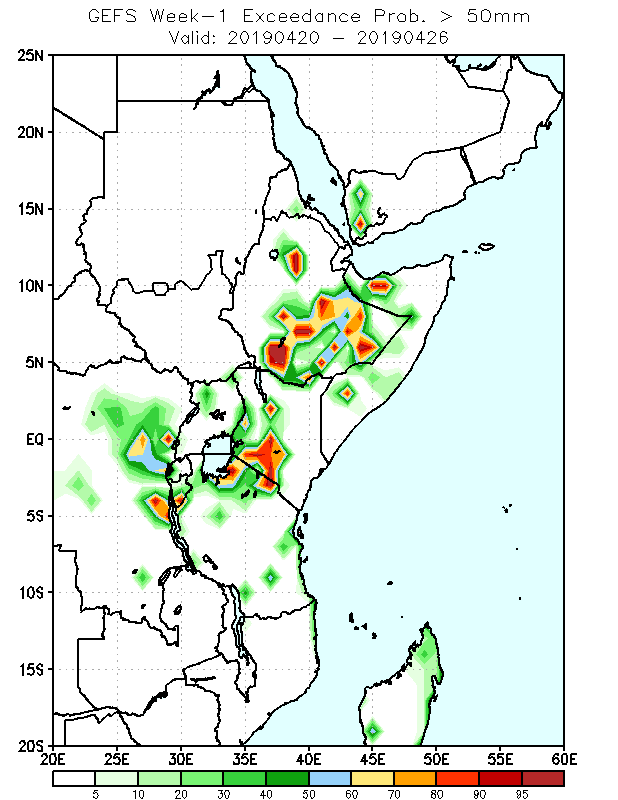 GEFS Week-1 Exceedance Prob. > 50mm
Valid: 20190420 - 20190426
25N
20N
15N
10N
5N
EQ
5S
10S
15S
20S
20E 25E 30E 35E 40E 45E 50E 55E 60E
5 10 20 30 40 50 60 70 80 90 95